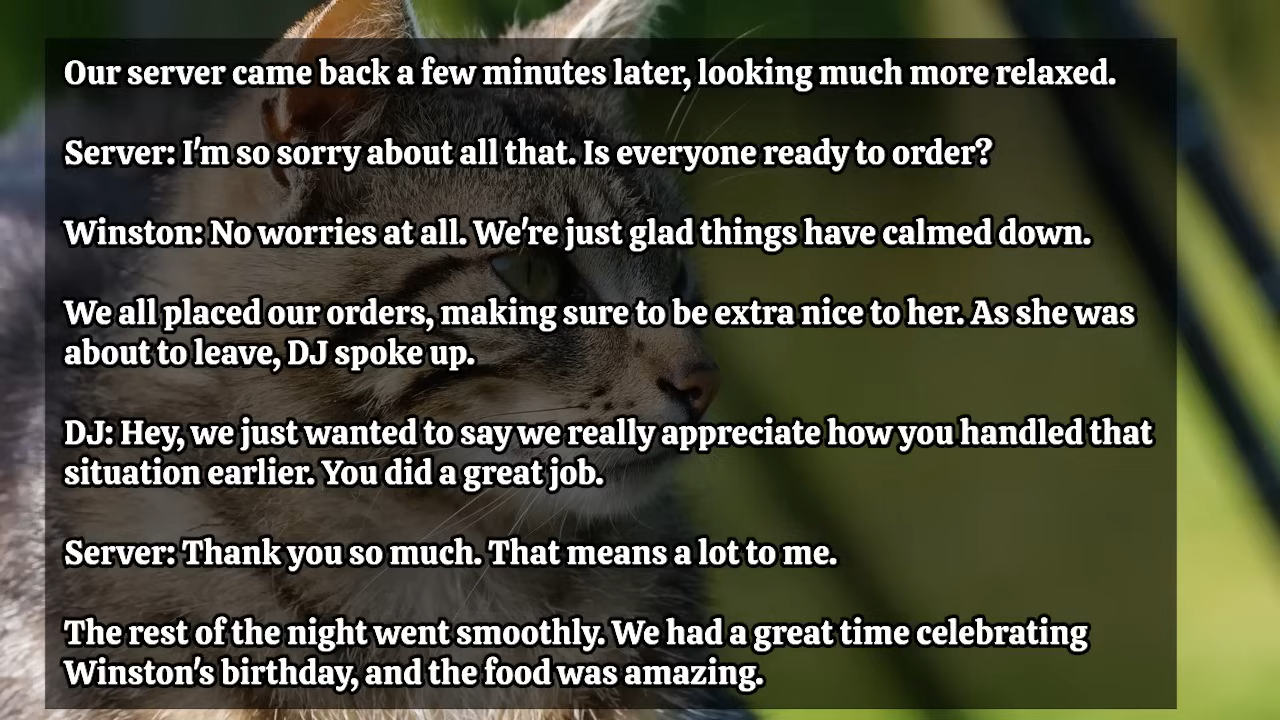 Our server came back a few minutes later, looking much more relaxed.
Server: I'm so sorry about all that. Is everyone ready to order?
Winston: No worries at all. We're just glad things have calmed down.
We all placed our orders, making sure to be extra nice to her. As she was
about to leave, DJ spoke up.
DJ: Hey, we just wanted to say we really appreciate how you handled that
situation earlier. You did a great job.
Server: Thank you so much. That means a lot to me.
The rest of the night went smoothly. We had a great time celebrating
Winston's birthday, and the food was amazing.